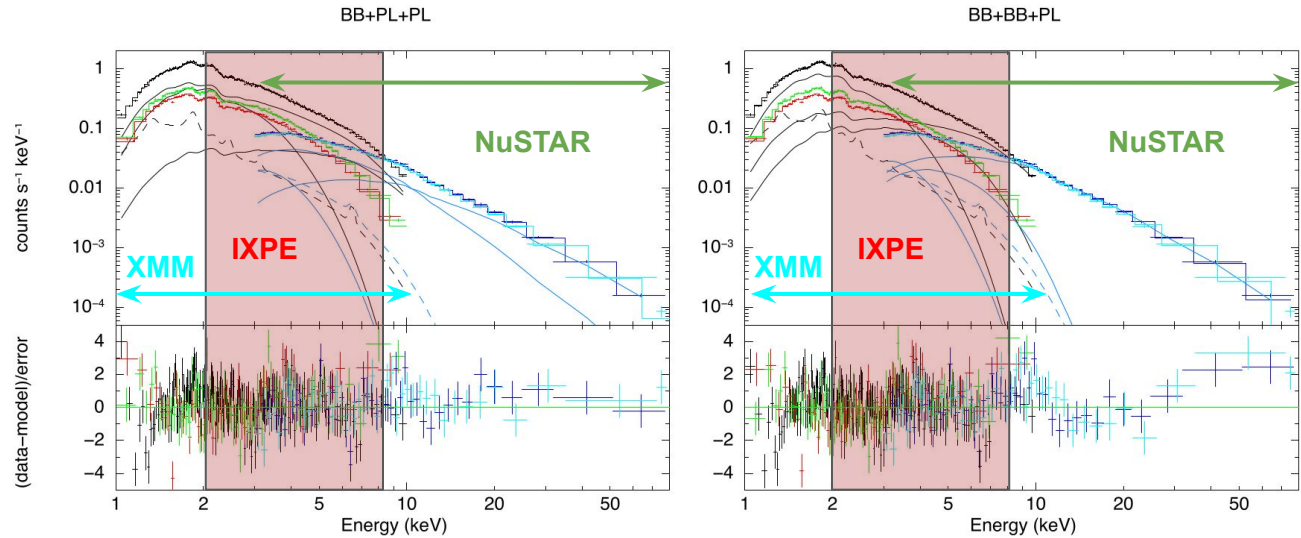 BB+PL+PL
BB+BB+PL
counts s⁻¹ keV⁻¹
1
0.1
0.01
10⁻³
10⁻⁴
NuSTAR
IXPE
XMM
(data−model)/error
4
2
0
−2
−4
1
2
5
10
20
50
Energy (keV)
1
0.1
0.01
10⁻³
10⁻⁴
NuSTAR
IXPE
XMM
4
2
0
−2
−4
1
2
5
10
20
50
Energy (keV)